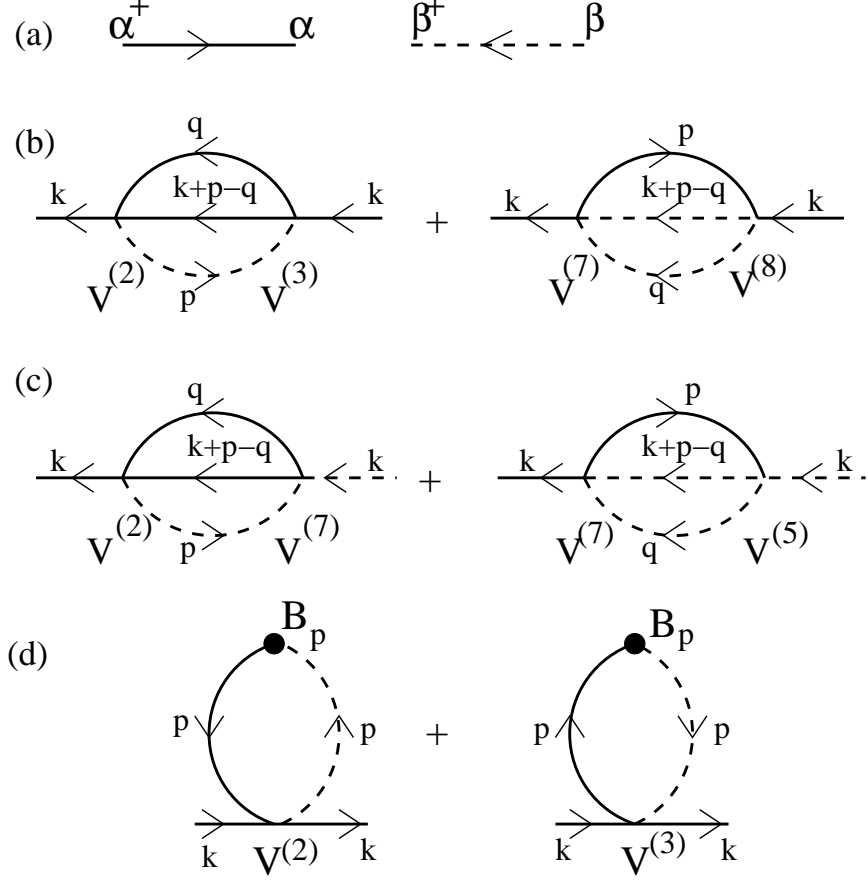 (a) α⁺ α β⁺ β
(b)
q p
k k+p−q k + k k+p−q k
V⁽²⁾ p V⁽³⁾ V⁽⁷⁾ q V⁽⁸⁾
(c)
q p
k k+p−q k + k k+p−q k
V⁽²⁾ p V⁽⁷⁾ V⁽⁷⁾ q V⁽⁵⁾
(d) Bₚ Bₚ
p p + p p
k V⁽²⁾ k k V⁽³⁾ k